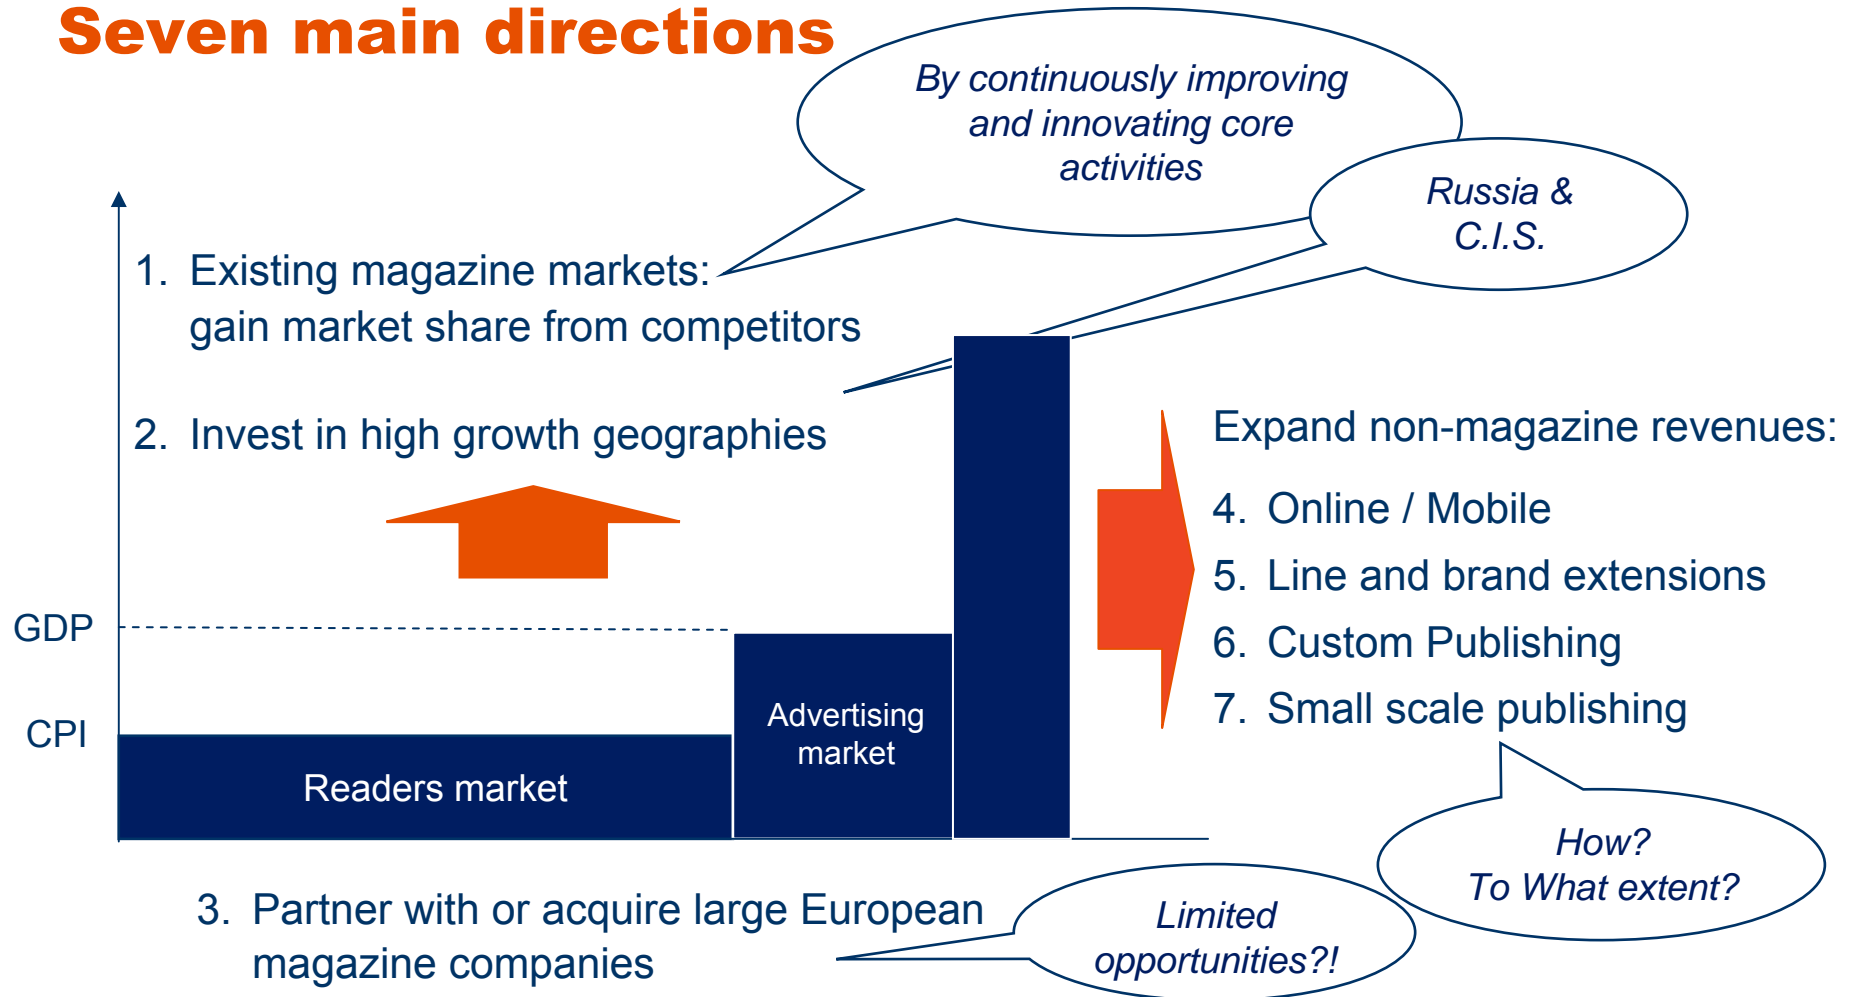 Seven main directions
By continuously improving
and innovating core
activities
Russia &
C.I.S.
1. Existing magazine markets:
gain market share from competitors
2. Invest in high growth geographies
Expand non-magazine revenues:
4. Online / Mobile
5. Line and brand extensions
6. Custom Publishing
7. Small scale publishing
GDP
CPI
Advertising
market
Readers market
How?
To What extent?
3. Partner with or acquire large European
magazine companies
Limited
opportunities?!